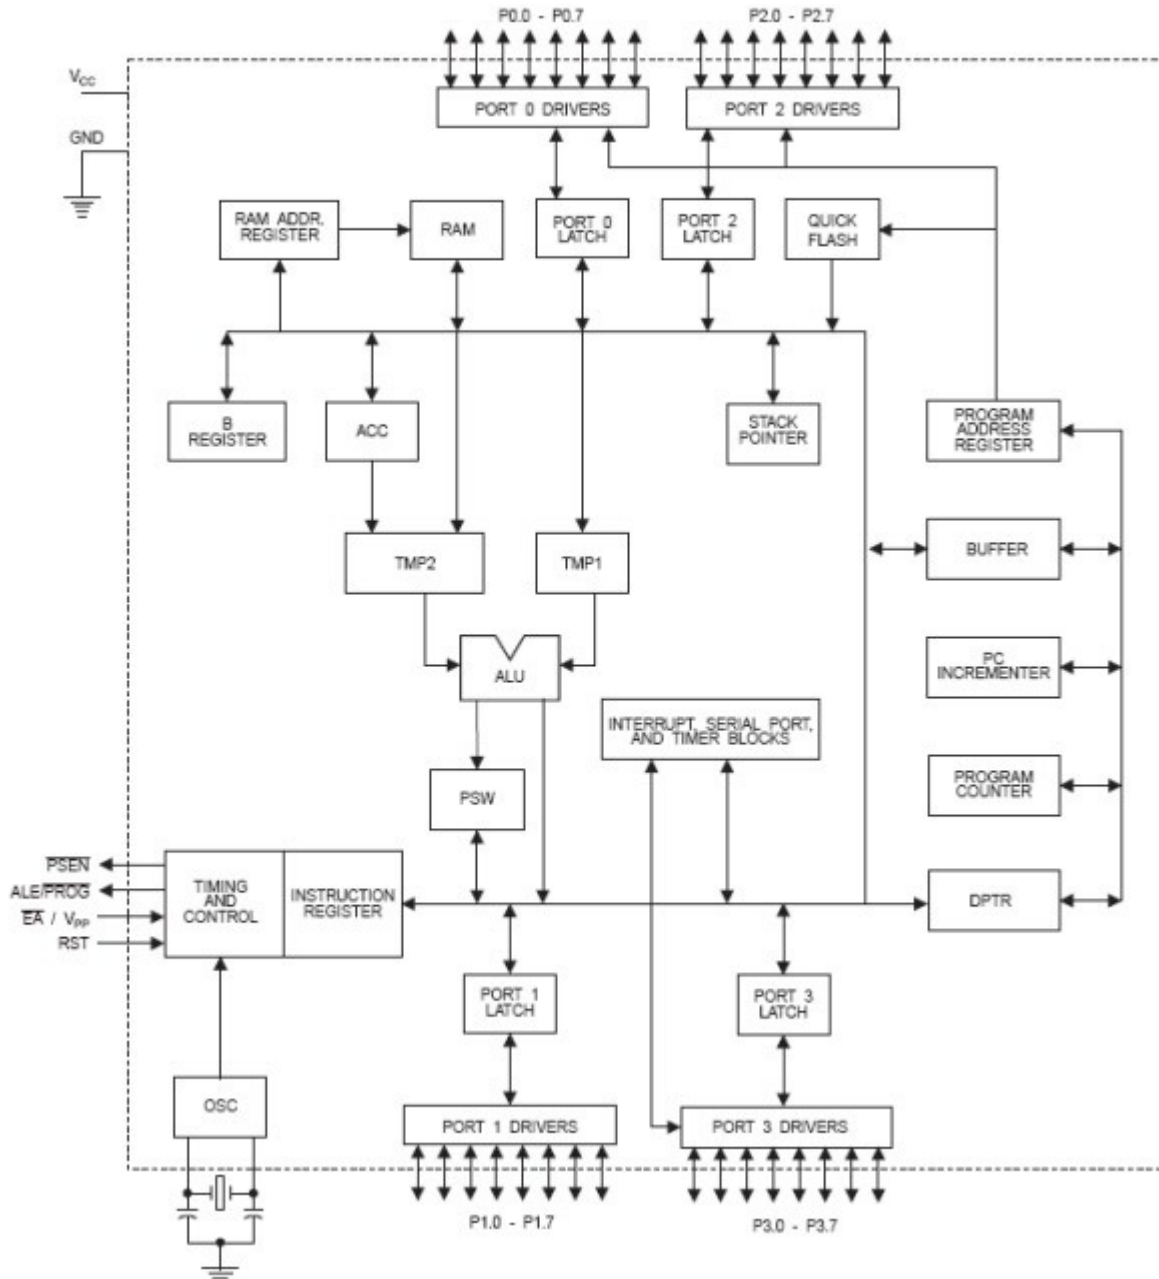 P0.0 - P0.7
P2.0 - P2.7
VCC
GND
PORT 0 DRIVERS
PORT 2 DRIVERS
RAM ADDR.
REGISTER
RAM
PORT 0
LATCH
PORT 2
LATCH
QUICK
FLASH
B
REGISTER
ACC
STACK
POINTER
PROGRAM
ADDRESS
REGISTER
TMP2
TMP1
BUFFER
ALU
PC
INCREMENTER
INTERRUPT, SERIAL PORT,
AND TIMER BLOCKS
PSW
PROGRAM
COUNTER
PSEN
ALE/PROG
EA / VPP
RST
TIMING
AND
CONTROL
INSTRUCTION
REGISTER
DPTR
PORT 1
LATCH
PORT 3
LATCH
OSC
PORT 1 DRIVERS
PORT 3 DRIVERS
P1.0 - P1.7
P3.0 - P3.7